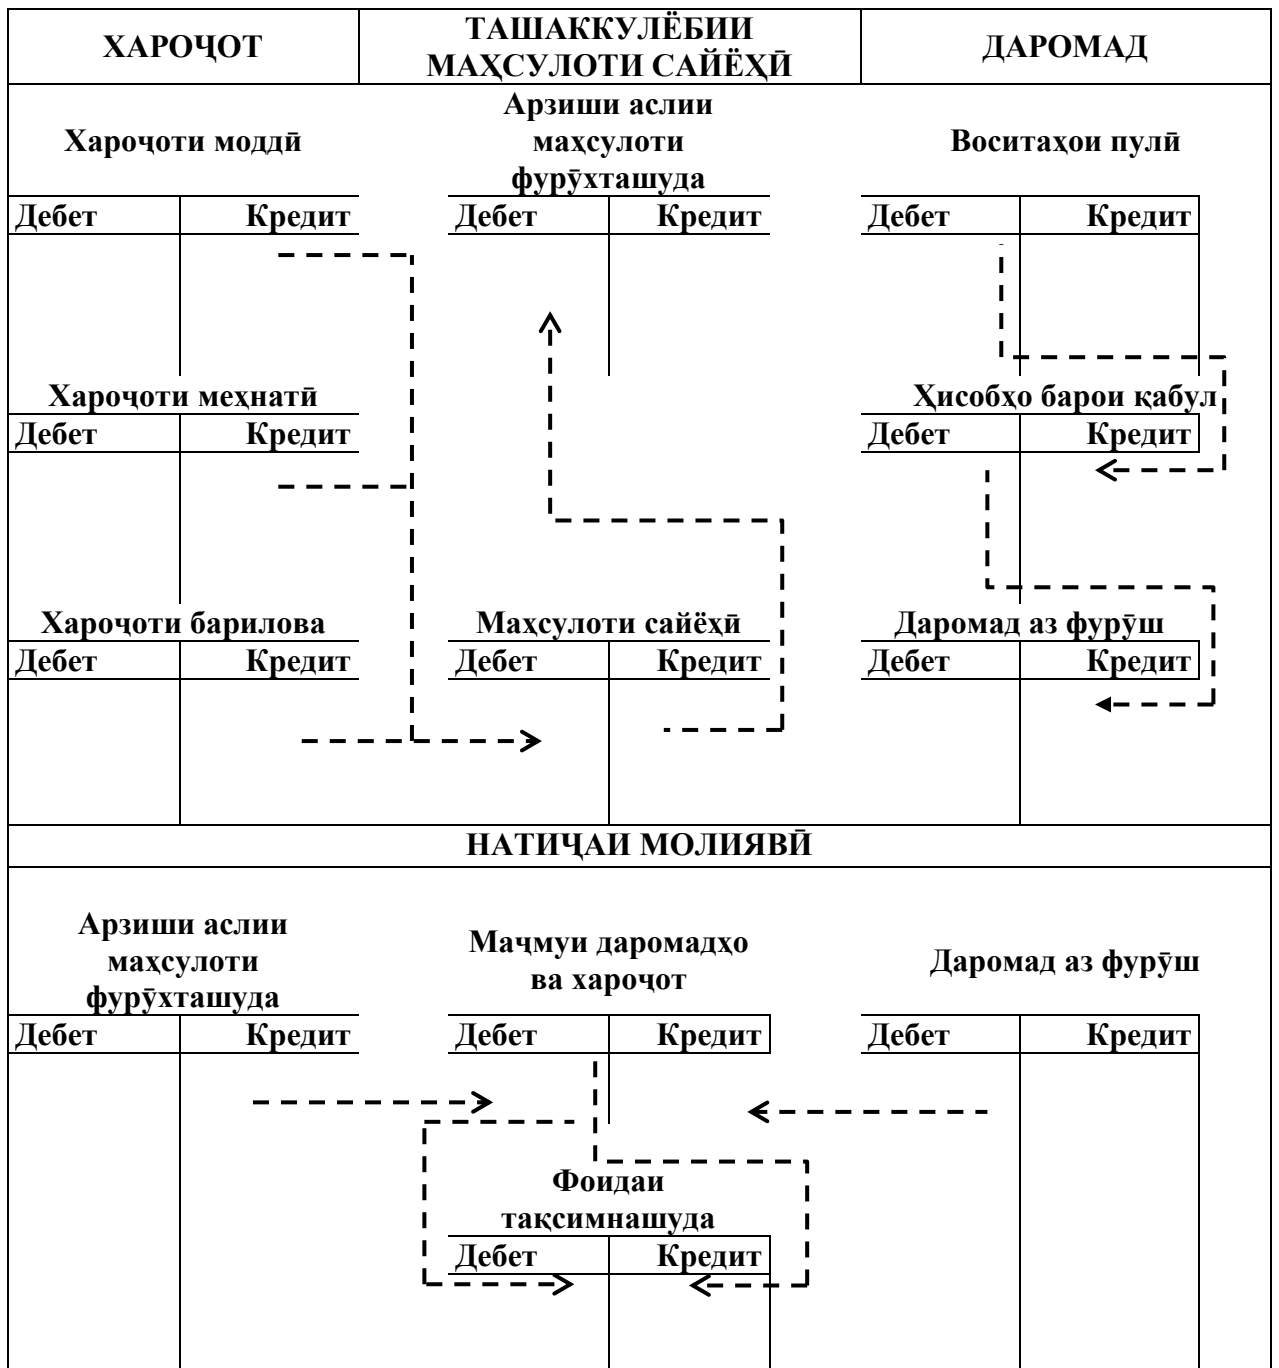 ХАРОҶОТ
ТАШАККУЛЁБИИ
МАҲСУЛОТИ САЙЁҲӢ
ДАРОМАД
Хароҷоти моддӣ
Арзиши аслии
маҳсулоти
фурӯхташуда
Воситаҳои пулӣ
Дебет Кредит
Дебет Кредит
Дебет Кредит
Хароҷоти меҳнатӣ
Ҳисобҳо барои қабул
Дебет Кредит
Дебет Кредит
Хароҷоти барилова
Маҳсулоти сайёҳӣ
Даромад аз фурӯш
Дебет Кредит
Дебет Кредит
Дебет Кредит
НАТИҶАИ МОЛИЯВӢ
Арзиши аслии
маҳсулоти
фурӯхташуда
Маҷмуи даромадҳо
ва хароҷот
Даромад аз фурӯш
Дебет Кредит
Дебет Кредит
Дебет Кредит
Фоидаи
тақсимнашуда
Дебет Кредит